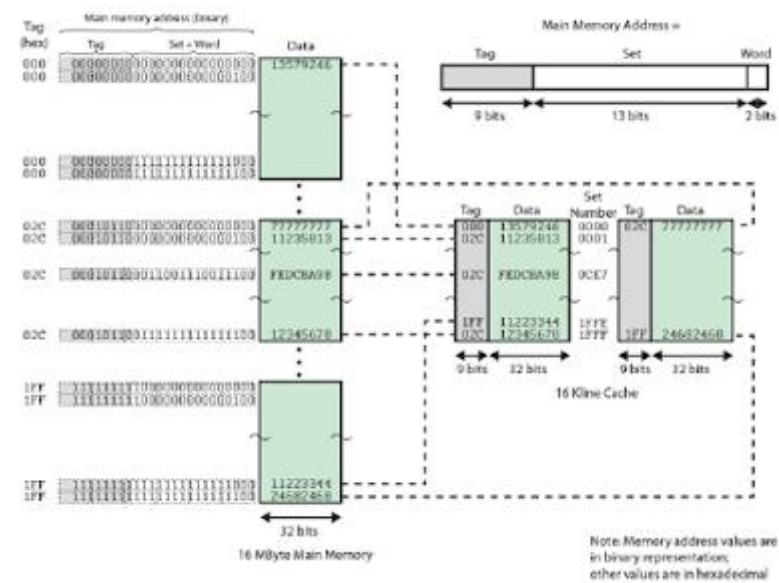 Main memory address (binary)
Tag
(hex)
Tag
Set + Word
Data
000
000
13579246
000
000
02C
02C
77777777
11235813
02C
FEDCBA98
02C
12345678
1FF
1FF
1FF
1FF
11223344
24682468
32 bits
16 MByte Main Memory
Main Memory Address =
Tag
Set
Word
9 bits
13 bits
2 bits
Set
Tag
Data
Number
Tag
Data
000
13579246
0000
02C
77777777
02C
11235813
0001
02C
FEDCBA98
0CE7
1FF
11223344
1FFE
02C
12345678
1FFF
1FF
24682468
9 bits
32 bits
9 bits
32 bits
16 Kline Cache
Note: Memory address values are
in binary representation;
other values are in hexadecimal